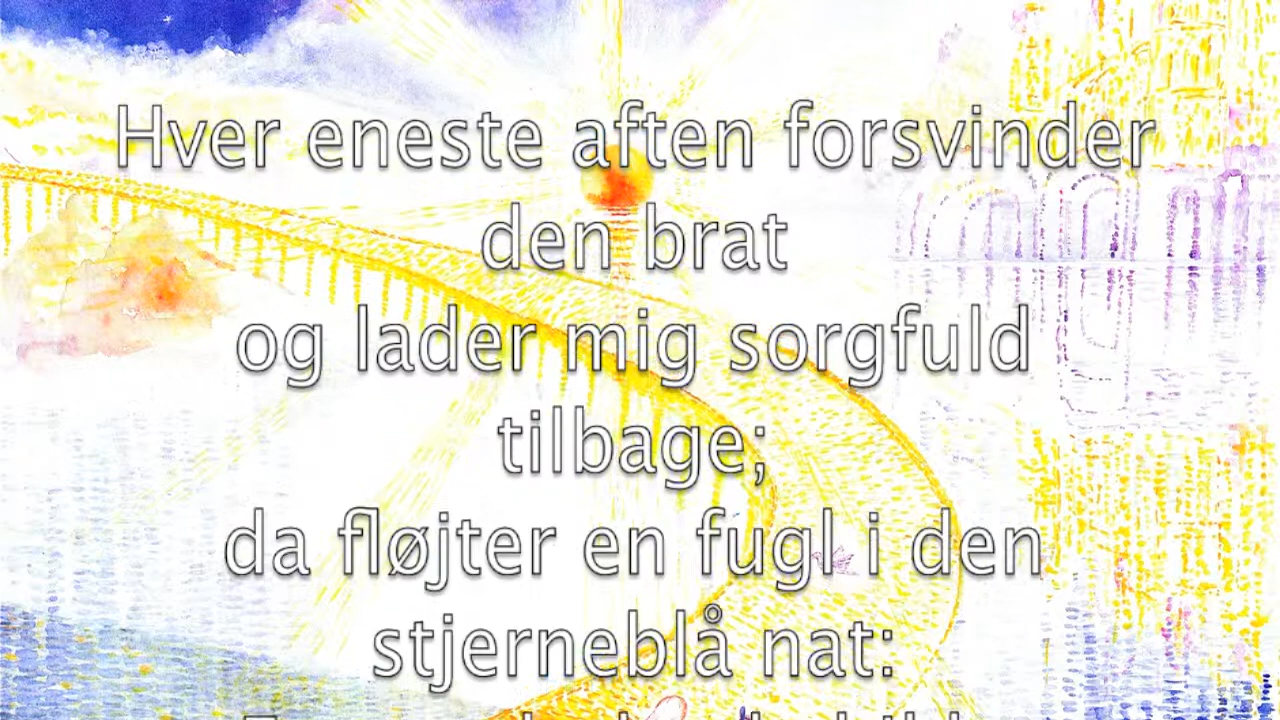 Hver eneste aften forsvinder
den brat
og lader mig sorgfuld
tilbage;
da fløjter en fugl i den
stjerneblå nat: